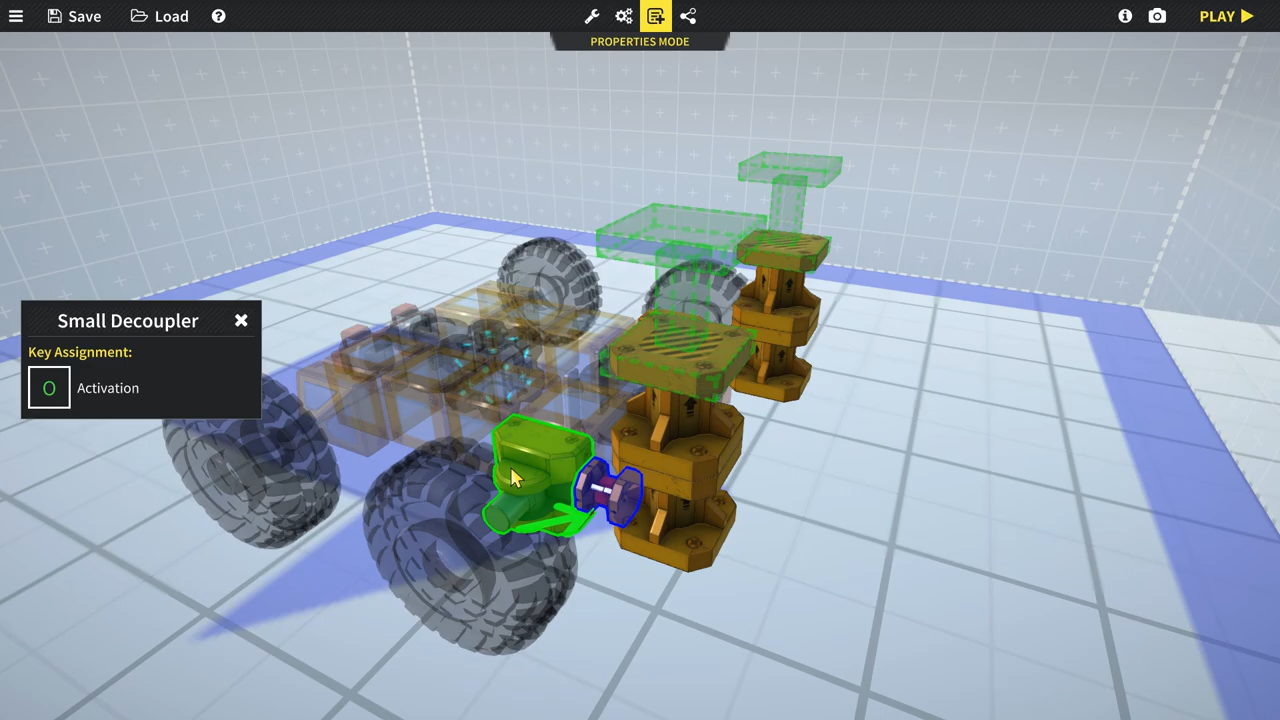 Save
Load
PLAY
PROPERTIES MODE
Small Decoupler
Key Assignment:
O Activation